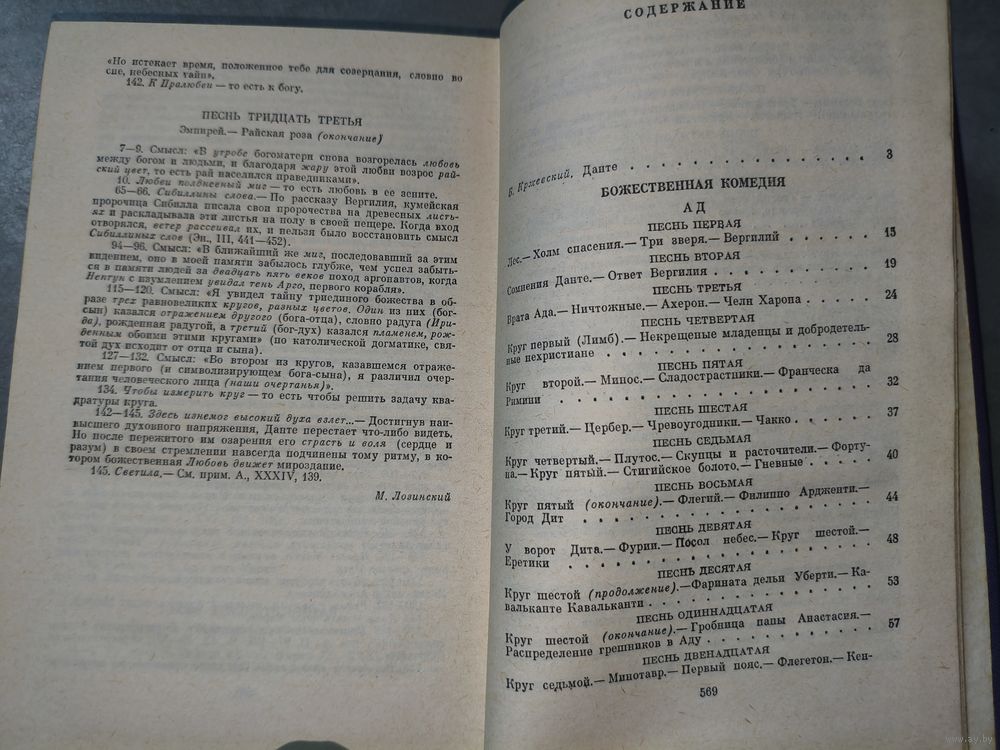 «Но истекает время, положенное тебе для созерцания, словно во
сне, небесных тайн».
142. К Пралюбви — то есть к богу.
ПЕСНЬ ТРИДЦАТЬ ТРЕТЬЯ
Эмпирей.— Райская роза (окончание)
7—9. Смысл: «В утробе богоматери снова возгорелась любовь
между богом и людьми, и благодаря жару этой любви возрос рай-
ский цвет, то есть рай населился праведниками».
10. Любви полдневный миг — то есть любовь в ее зените.
65—66. Сибиллины слова.— По рассказу Вергилия, кумейская
пророчица Сибилла писала свои пророчества на древесных листь-
ях и раскладывала эти листья на полу в своей пещере. Когда вход
отворялся, ветер рассеивал их, и нельзя было восстановить смысл
Сибиллиных слов (Эн., III, 441—452).
94—96. Смысл: «В ближайший же миг, последовавший за этим
видением, оно в моей памяти забылось глубже, чем успел забыть-
ся в памяти людей за двадцать пять веков поход аргонавтов, когда
Нептун с изумлением увидал тень Арго, первого корабля».
115—120. Смысл: «Я увидел тайну триединого божества в об-
разе трех равновеликих кругов, разных цветов. Один из них (бог-
сын) казался отражением другого (бога-отца), словно радуга (Ири-
да), рожденная радугой, а третий (бог-дух) казался пламенем, рож-
денным обоими этими кругами» (по католической догматике, свя-
той дух исходит от отца и сына).
127—132. Смысл: «Во втором из кругов, казавшемся отраже-
нием первого (и символизирующем бога-сына), я различил очер-
тания человеческого лица (наши очертанья)».
134. Чтобы измерить круг — то есть чтобы решить задачу ква-
дратуры круга.
142—145. Здесь изнемог высокий духа взлет...— Достигнув наи-
высшего духовного напряжения, Данте перестает что-либо видеть.
Но после пережитого им озарения его страсть и воля (сердце и
разум) в своем стремлении навсегда подчинены тому ритму, в ко-
тором божественная Любовь движет мироздание.
145. Светила.— См. прим. А., XXXIV, 139.
М. Лозинский
СОДЕРЖАНИЕ
Б. Кржевский. Данте . . . . . . . . . . . . . . . . 3
БОЖЕСТВЕННАЯ КОМЕДИЯ
АД
ПЕСНЬ ПЕРВАЯ
Лес.— Холм спасения.— Три зверя.— Вергилий . . . . . . 15
ПЕСНЬ ВТОРАЯ
Сомнения Данте.— Ответ Вергилия . . . . . . . . . . 19
ПЕСНЬ ТРЕТЬЯ
Врата Ада.— Ничтожные.— Ахерон.— Челн Харона . . . . . 24
ПЕСНЬ ЧЕТВЕРТАЯ
Круг первый (Лимб).— Некрещеные младенцы и добродетель-
ные нехристиане . . . . . . . . . . . . . . . . 28
ПЕСНЬ ПЯТАЯ
Круг второй.— Минос.— Сладострастники.— Франческа да
Римини . . . . . . . . . . . . . . . . . . . 32
ПЕСНЬ ШЕСТАЯ
Круг третий.— Цербер.— Чревоугодники.— Чакко . . . . . 37
ПЕСНЬ СЕДЬМАЯ
Круг четвертый.— Плутос.— Скупцы и расточители.— Форту-
на.— Круг пятый.— Стигийское болото.— Гневные . . . . 40
ПЕСНЬ ВОСЬМАЯ
Круг пятый (окончание).— Флегий.— Филиппо Ардженти.—
Город Дит . . . . . . . . . . . . . . . . . . 44
ПЕСНЬ ДЕВЯТАЯ
У ворот Дита.— Фурии.— Посол небес.— Круг шестой.—
Еретики . . . . . . . . . . . . . . . . . . . 48
ПЕСНЬ ДЕСЯТАЯ
Круг шестой (продолжение).—Фарината дельи Уберти.— Ка-
вальканте Кавальканти . . . . . . . . . . . . . . 53
ПЕСНЬ ОДИННАДЦАТАЯ
Круг шестой (окончание).— Гробница папы Анастасия.—
Распределение грешников в Аду . . . . . . . . . . . 57
ПЕСНЬ ДВЕНАДЦАТАЯ
Круг седьмой.— Минотавр.— Первый пояс.— Флегетон.— Кен-
569
www.ay.by